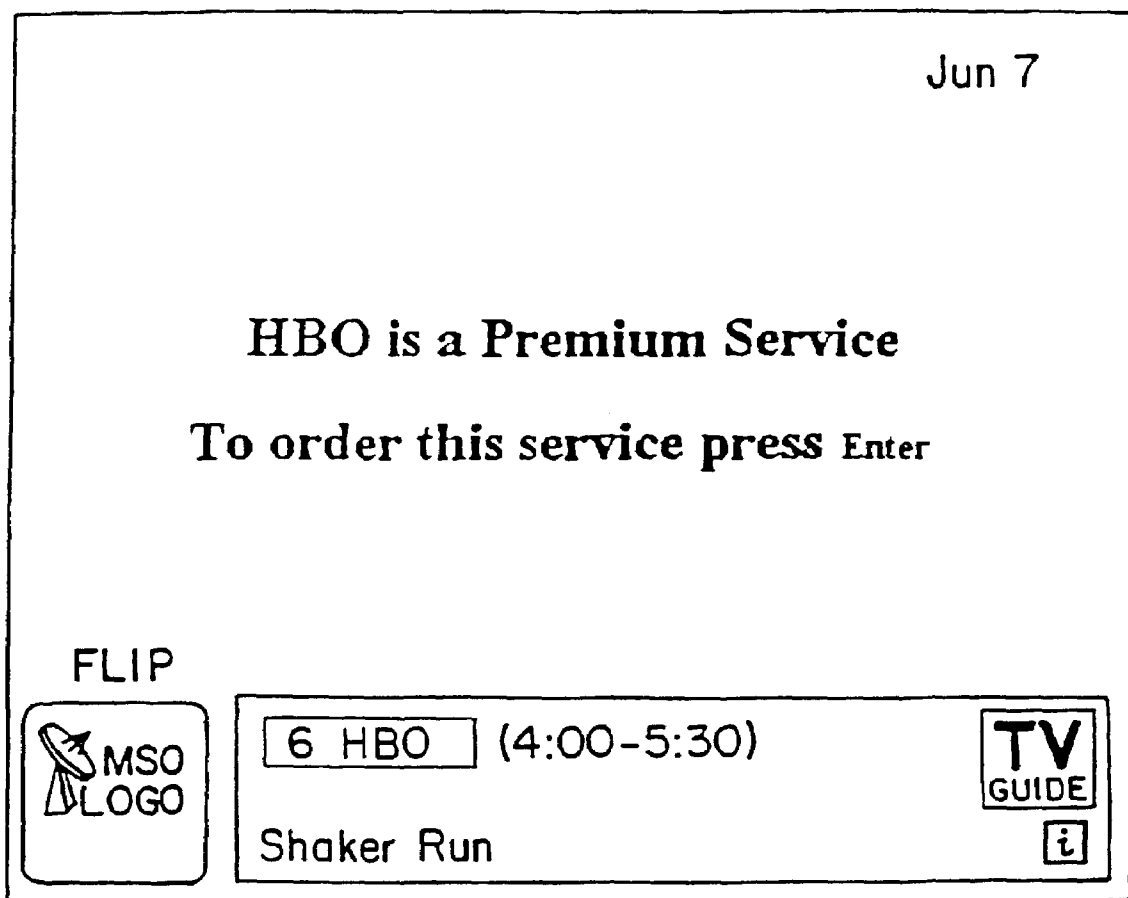 Jun 7
HBO is a Premium Service
To order this service press Enter
FLIP
MSO
LOGO
6 HBO (4:00-5:30)
TV
GUIDE
Shaker Run
i